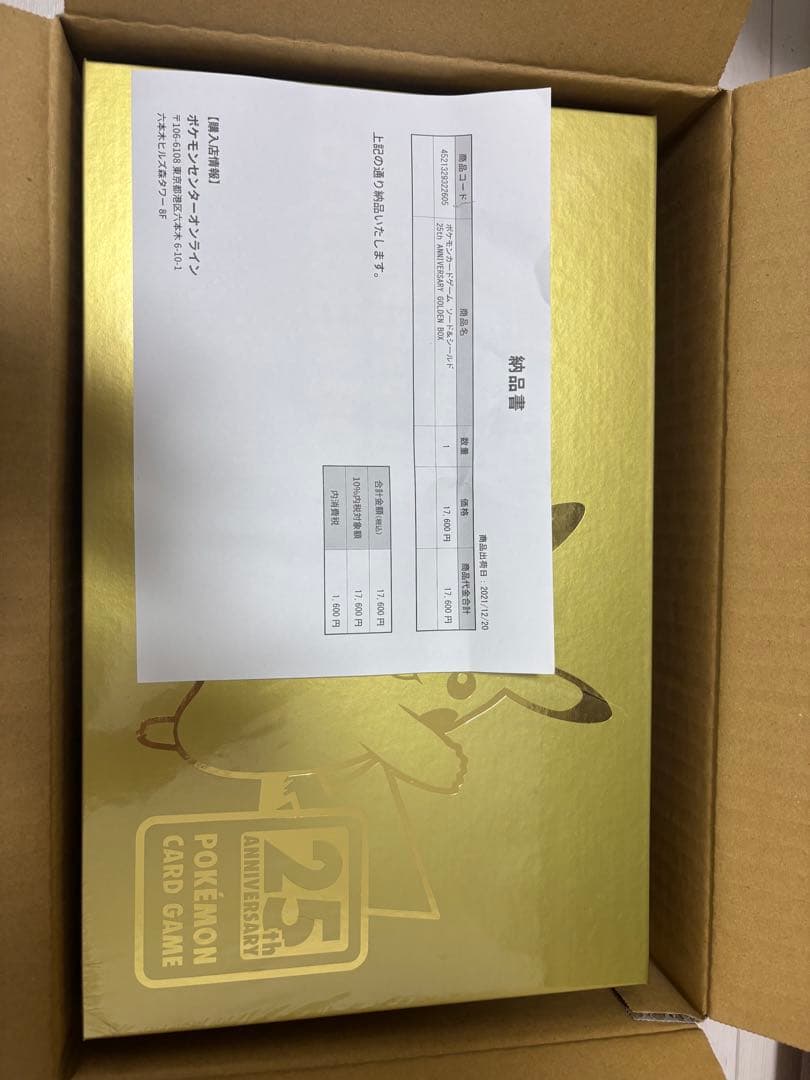 納品書
商品出荷日：2021/12/20
商品コード 商品名 数量 価格 商品代金合計
4521329322605 ポケモンカードゲーム ソード&シールド 1 17,600 円 17,600 円
25th ANNIVERSARY GOLDEN BOX
上記の通り納品いたします。
合計金額(税込) 17,600 円
10%内税対象額 17,600 円
内消費税 1,600 円
【購入店情報】
ポケモンセンターオンライン
〒106-6108 東京都港区六本木 6-10-1
六本木ヒルズ森タワー 8F
25th
ANNIVERSARY
POKÉMON
CARD GAME